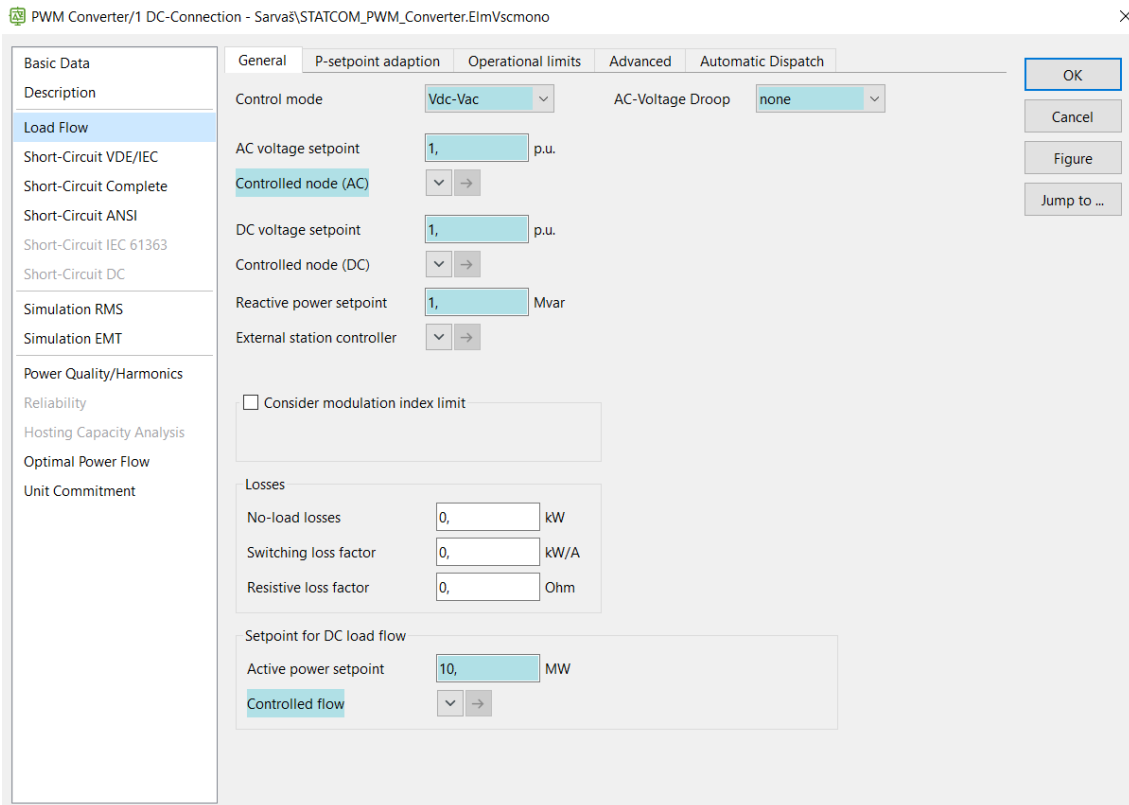 PWM Converter/1 DC-Connection - Sarvaš\STATCOM_PWM_Converter.ElmVscmono
Basic Data
Description
Load Flow
Short-Circuit VDE/IEC
Short-Circuit Complete
Short-Circuit ANSI
Short-Circuit IEC 61363
Short-Circuit DC
Simulation RMS
Simulation EMT
Power Quality/Harmonics
Reliability
Hosting Capacity Analysis
Optimal Power Flow
Unit Commitment
General P-setpoint adaption Operational limits Advanced Automatic Dispatch
Control mode Vdc-Vac AC-Voltage Droop none
AC voltage setpoint 1, p.u.
Controlled node (AC)
DC voltage setpoint 1, p.u.
Controlled node (DC)
Reactive power setpoint 1, Mvar
External station controller
Consider modulation index limit
Losses
No-load losses 0, kW
Switching loss factor 0, kW/A
Resistive loss factor 0, Ohm
Setpoint for DC load flow
Active power setpoint 10, MW
Controlled flow
OK
Cancel
Figure
Jump to ...